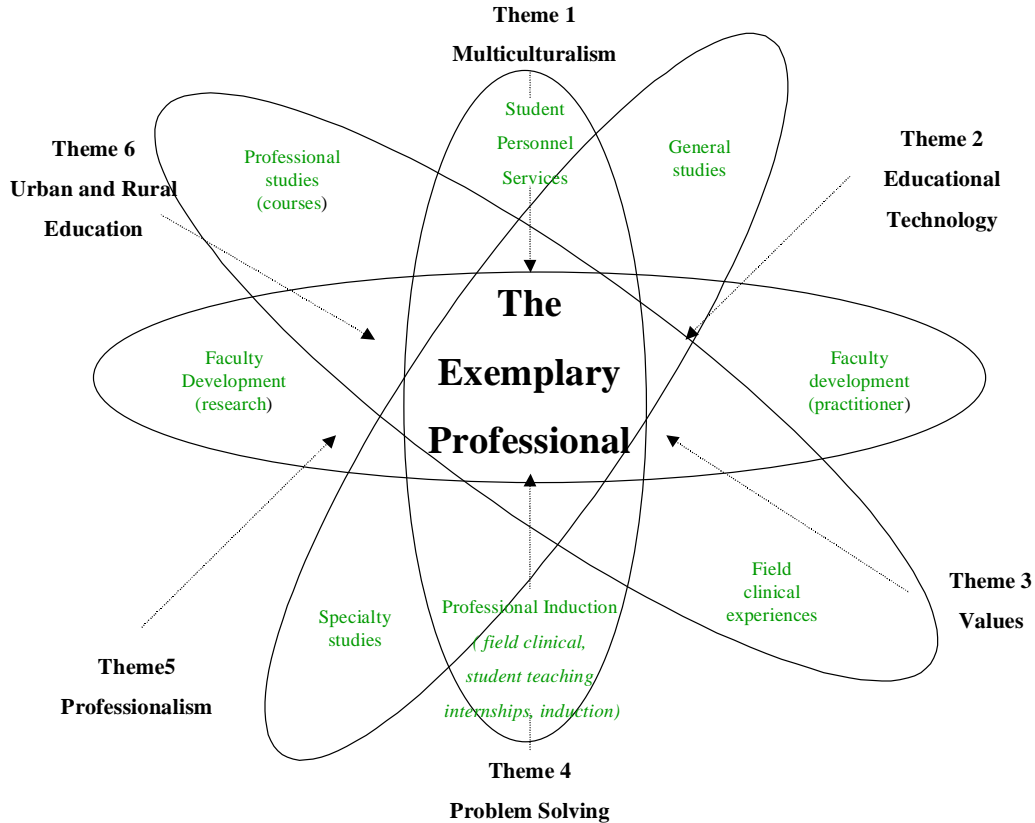 Theme 1
Multiculturalism
Student
Personnel
Services
General
studies
Theme 2
Educational
Technology
Theme 6
Urban and Rural
Education
Professional
studies
(courses)
The
Exemplary
Professional
Faculty
Development
(research)
Faculty
development
(practitioner)
Field
clinical
experiences
Theme 3
Values
Specialty
studies
Professional Induction
( field clinical,
student teaching
internships, induction)
Theme5
Professionalism
Theme 4
Problem Solving